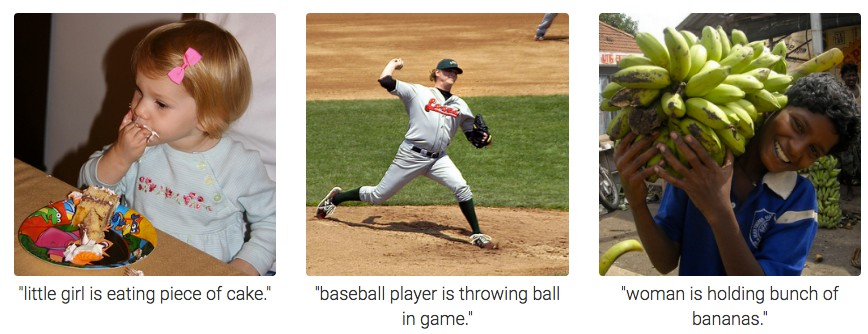 "little girl is eating piece of cake."
"baseball player is throwing ball
in game."
"woman is holding bunch of
bananas."